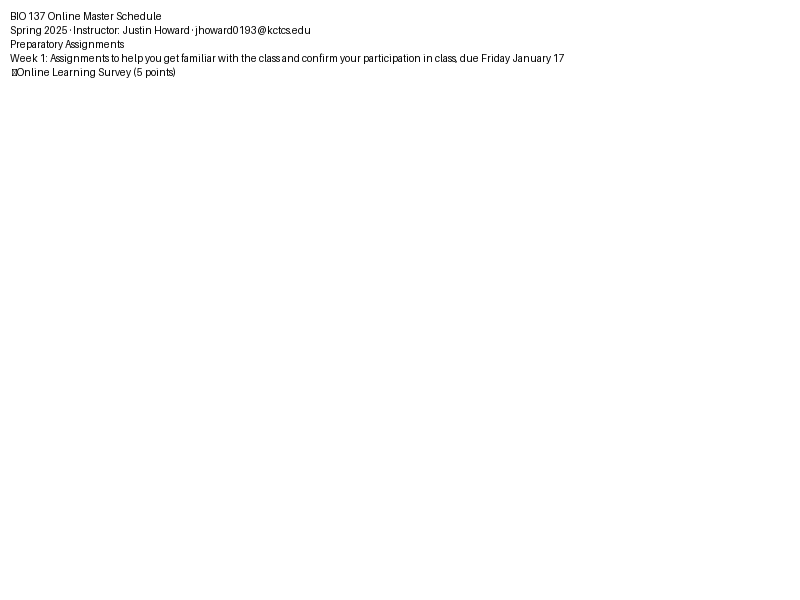 BIO 137 Online Master Schedule
Spring 2025 · Instructor: Justin Howard · jhoward0193@kctcs.edu
Preparatory Assignments
Week 1: Assignments to help you get familiar with the class and confirm your participation in class, due Friday January 17
Online Learning Survey (5 points)